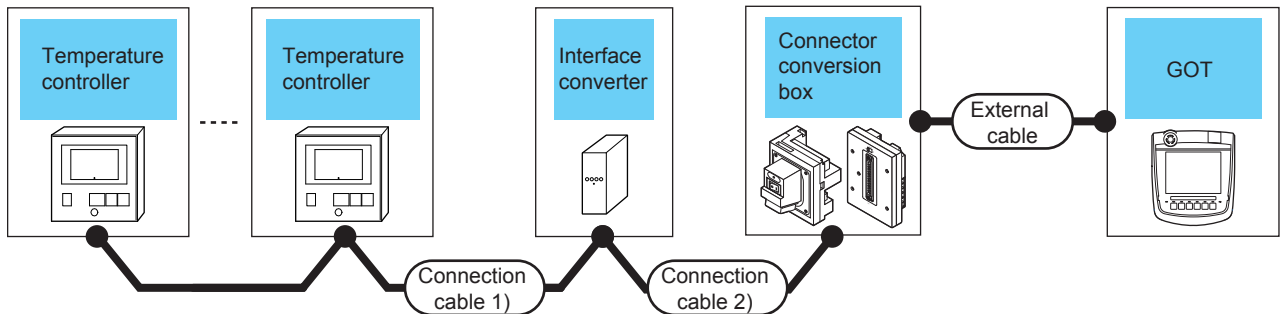 Temperature
controller
Temperature
controller
Interface
converter
Connector
conversion
box
GOT
External
cable
Connection
cable 1)
Connection
cable 2)